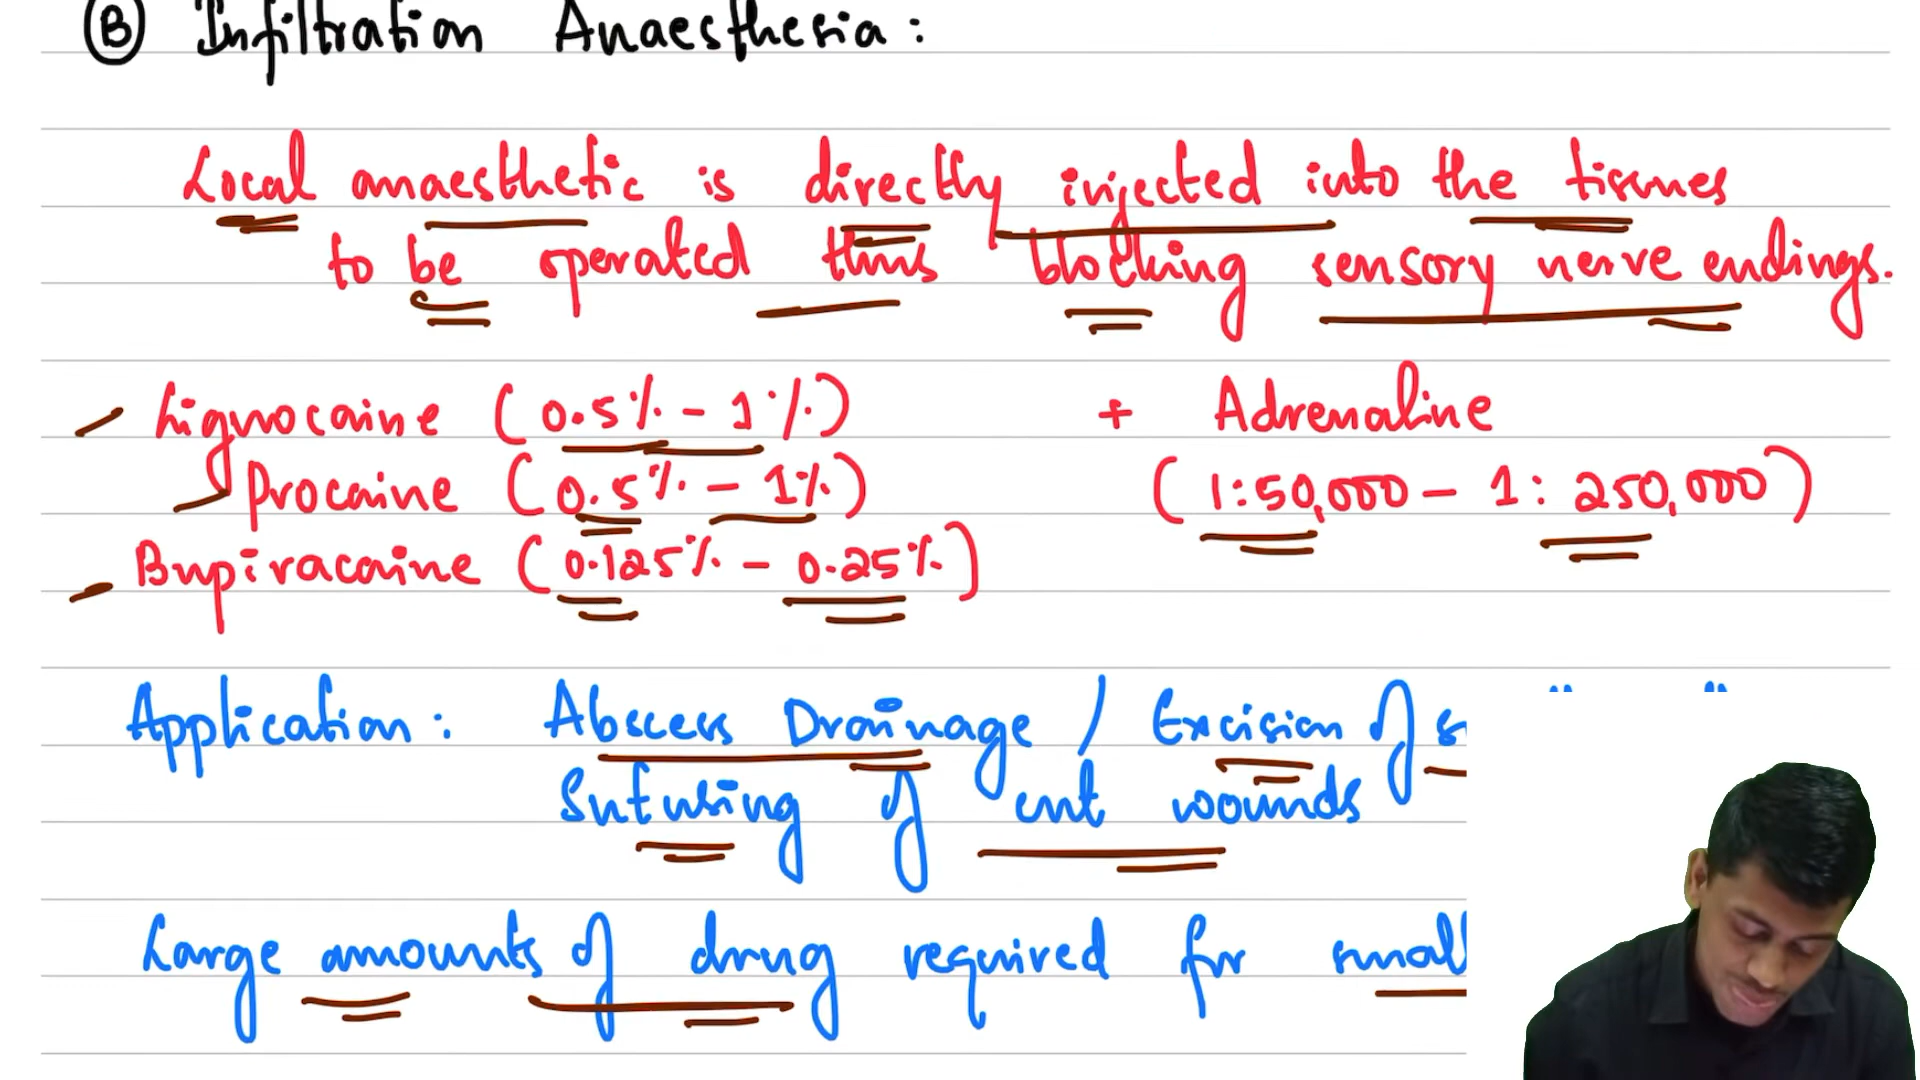 (B) Infiltration Anaesthesia:
Local anaesthetic is directly injected into the tissues
to be operated thus blocking sensory nerve endings.
Lignocaine (0.5% - 1%) + Adrenaline
Procaine (0.5% - 1%) (1:50,000 - 1: 250,000)
Bupivacaine (0.125% - 0.25%)
Application: Abscess Drainage / Excision of
Suturing of cut wounds
Large amounts of drug required for small